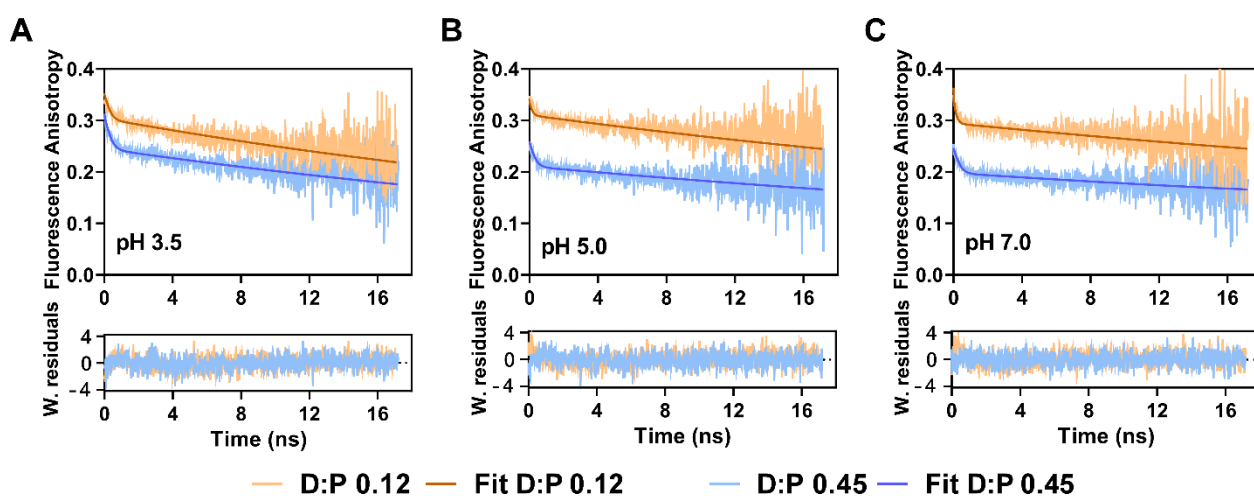 A
B
C
Fluorescence Anisotropy
0.4
0.3
0.2
0.1
0.0
pH 3.5
0 4 8 12 16
Fluorescence Anisotropy
0.4
0.3
0.2
0.1
0.0
pH 5.0
0 4 8 12 16
Fluorescence Anisotropy
0.4
0.3
0.2
0.1
0.0
pH 7.0
0 4 8 12 16
W. residuals
4
0
-4
0 4 8 12 16
Time (ns)
W. residuals
4
0
-4
0 4 8 12 16
Time (ns)
W. residuals
4
0
-4
0 4 8 12 16
Time (ns)
D:P 0.12 Fit D:P 0.12 D:P 0.45 Fit D:P 0.45